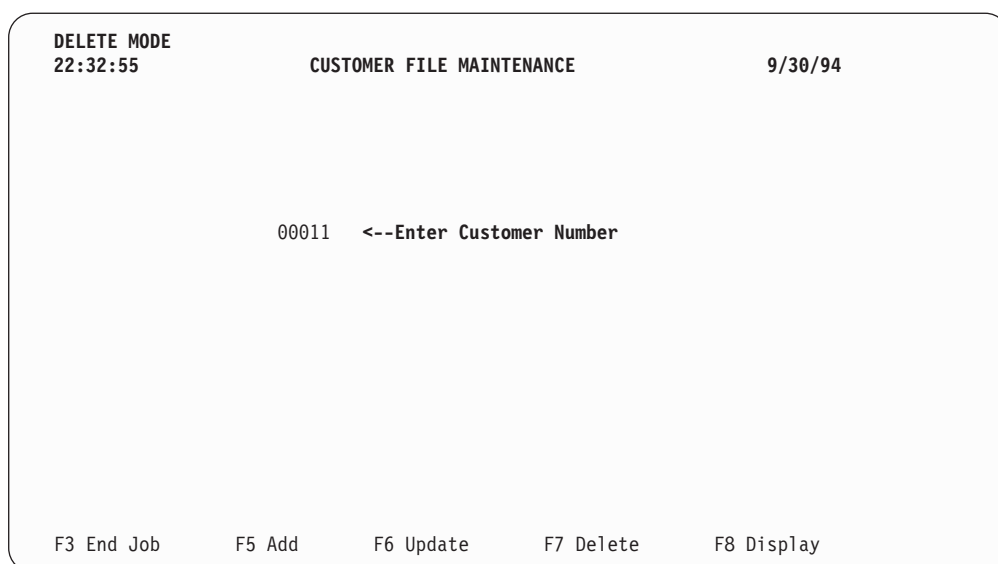 DELETE MODE
22:32:55 CUSTOMER FILE MAINTENANCE 9/30/94
00011 <--Enter Customer Number
F3 End Job F5 Add F6 Update F7 Delete F8 Display